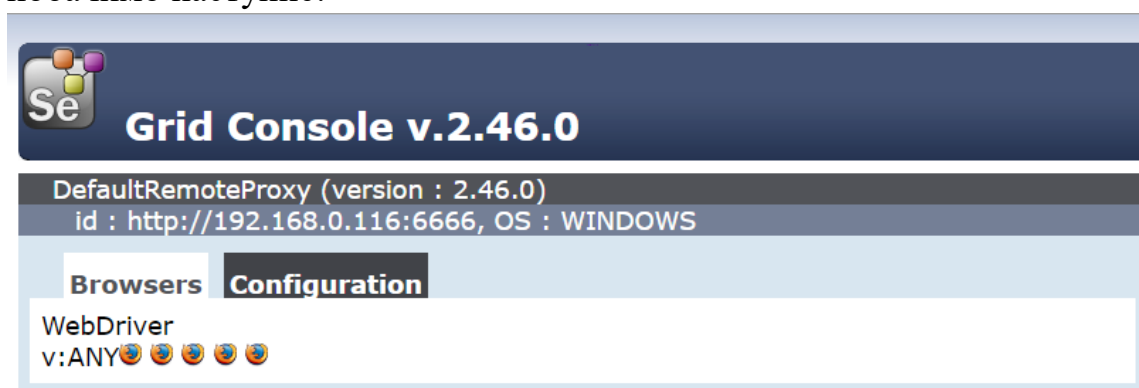 Se
Grid Console v.2.46.0
DefaultRemoteProxy (version : 2.46.0)
id : http://192.168.0.116:6666, OS : WINDOWS
Browsers Configuration
WebDriver
v:ANY